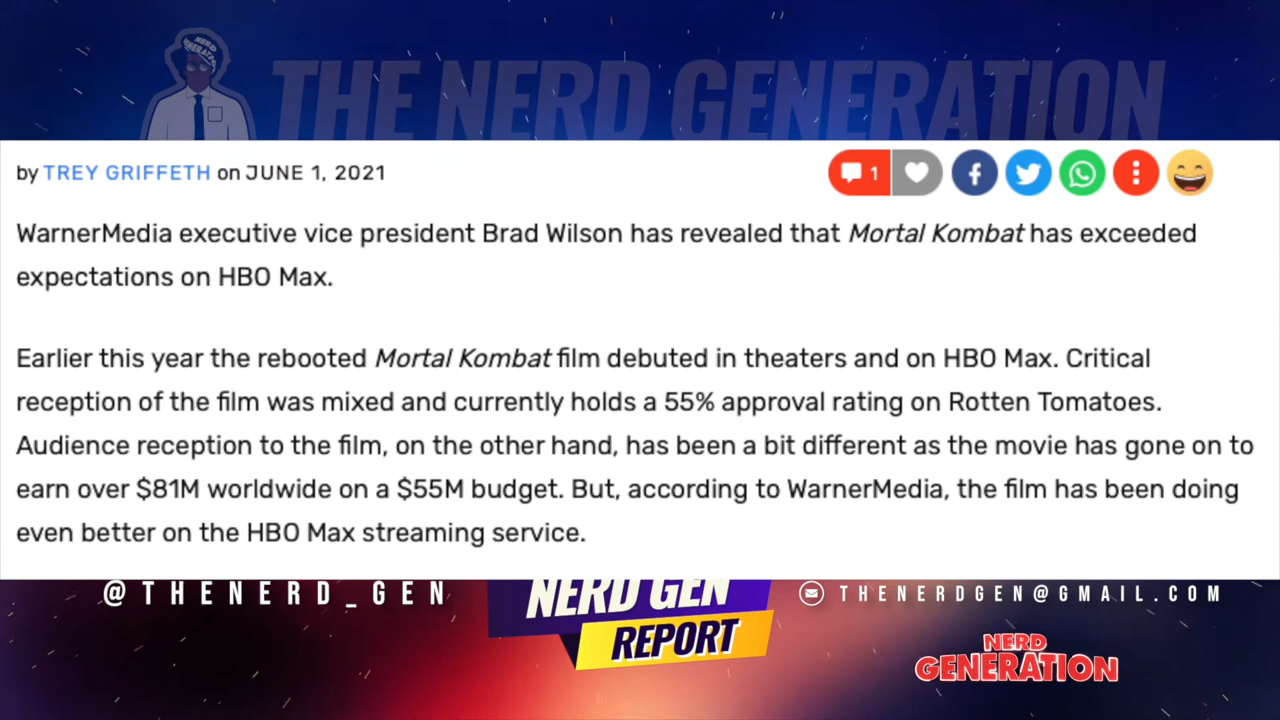 THE NERD GENERATION
by TREY GRIFFETH on JUNE 1, 2021
1
WarnerMedia executive vice president Brad Wilson has revealed that Mortal Kombat has exceeded
expectations on HBO Max.
Earlier this year the rebooted Mortal Kombat film debuted in theaters and on HBO Max. Critical
reception of the film was mixed and currently holds a 55% approval rating on Rotten Tomatoes.
Audience reception to the film, on the other hand, has been a bit different as the movie has gone on to
earn over $81M worldwide on a $55M budget. But, according to WarnerMedia, the film has been doing
even better on the HBO Max streaming service.
@THENERD_GEN
NERD GEN
REPORT
THENERDGEN@GMAIL.COM
NERD
GENERATION